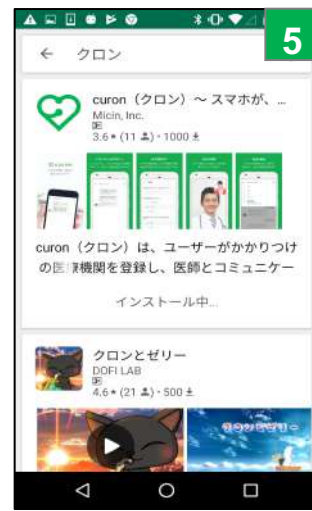 5
← クロン
curon（クロン）～ スマホが、...
Micin, Inc.
3.6★ (11 ) · 1000
curon（クロン）は、ユーザーがかかりつけ
の医療機関を登録し、医師とコミュニケー
インストール中...
クロンとゼリー
DOFI LAB
4.6★ (21 ) · 500